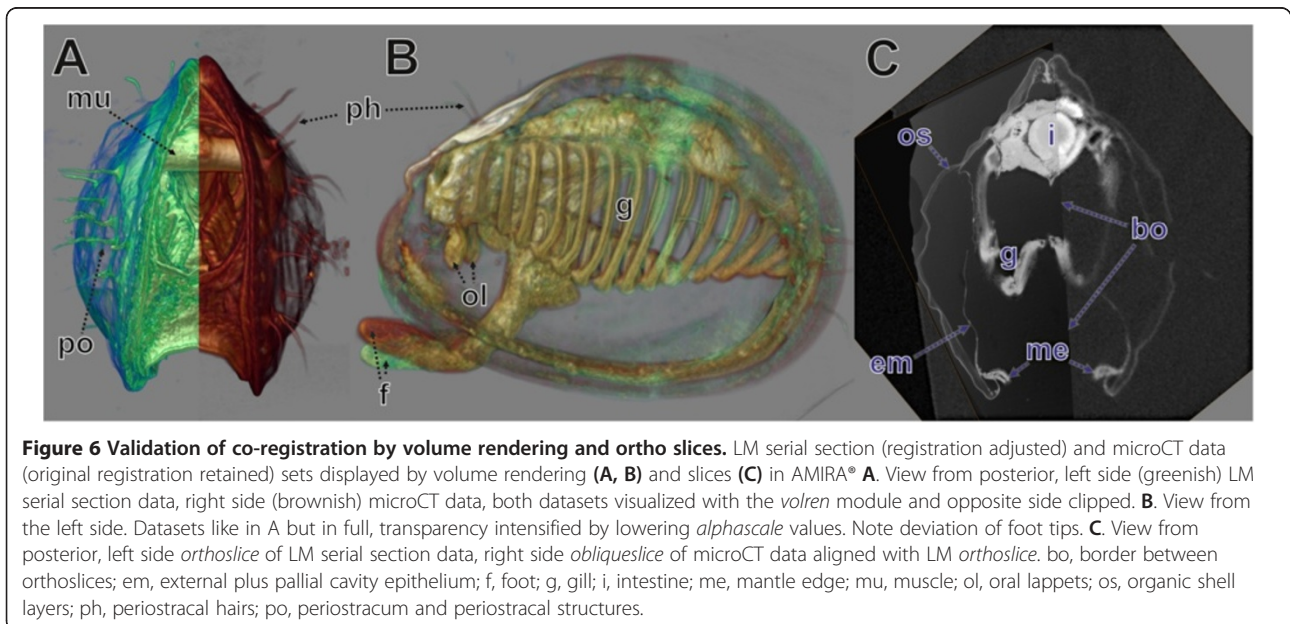 A
B
C
mu
ph
os
i
g
bo
g
po
ol
em
me
f
Figure 6 Validation of co-registration by volume rendering and ortho slices. LM serial section (registration adjusted) and microCT data
(original registration retained) sets displayed by volume rendering (A, B) and slices (C) in AMIRA® A. View from posterior, left side (greenish) LM
serial section data, right side (brownish) microCT data, both datasets visualized with the volren module and opposite side clipped. B. View from
the left side. Datasets like in A but in full, transparency intensified by lowering alphascale values. Note deviation of foot tips. C. View from
posterior, left side orthoslice of LM serial section data, right side obliqueslice of microCT data aligned with LM orthoslice. bo, border between
orthoslices; em, external plus pallial cavity epithelium; f, foot; g, gill; i, intestine; me, mantle edge; mu, muscle; ol, oral lappets; os, organic shell
layers; ph, periostracal hairs; po, periostracum and periostracal structures.